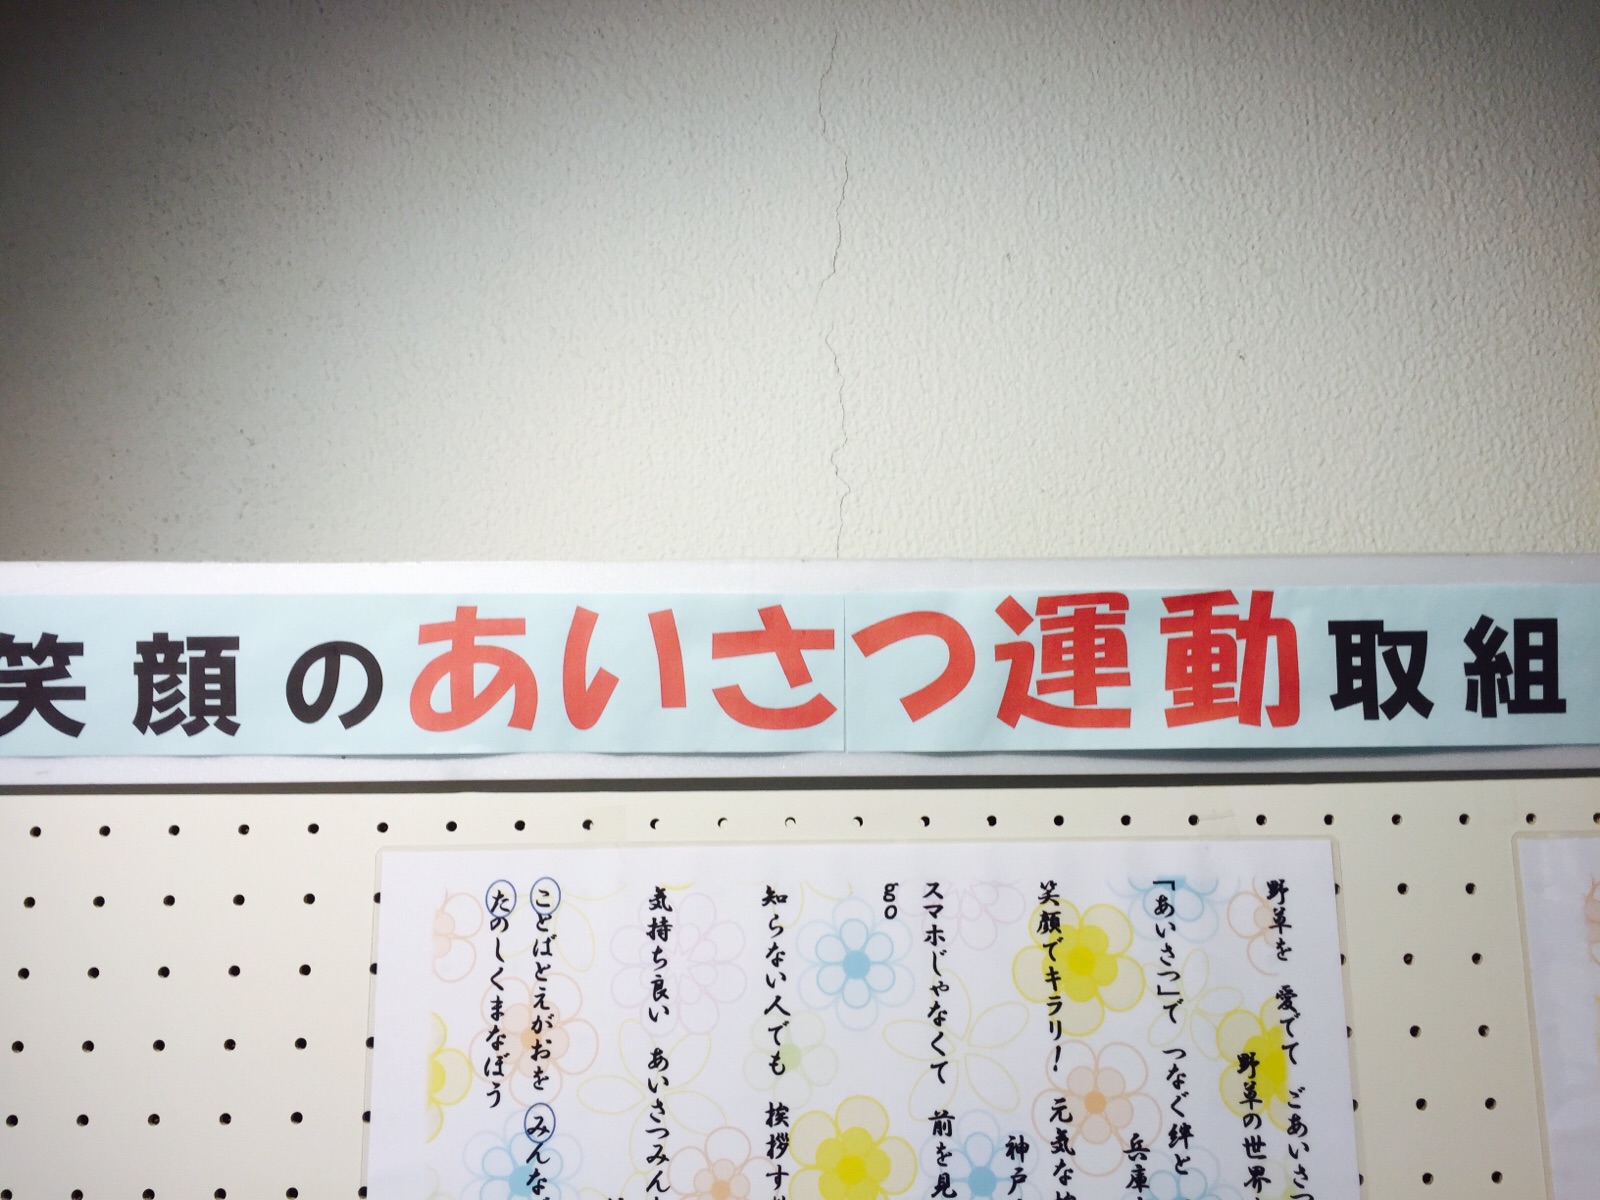 笑顔のあいさつ運動取組
野草を 愛でて ごあいさつ
野草の世界
「あいさつ」で つなぐ絆と
兵庫
笑顔でキラリ! 元気な
神戸
スマホじゃなくて 前を見
go
知らない人でも 挨拶す
気持ち良い あいさつみん
ことばとえがおを みんな
たのしくまなぼう